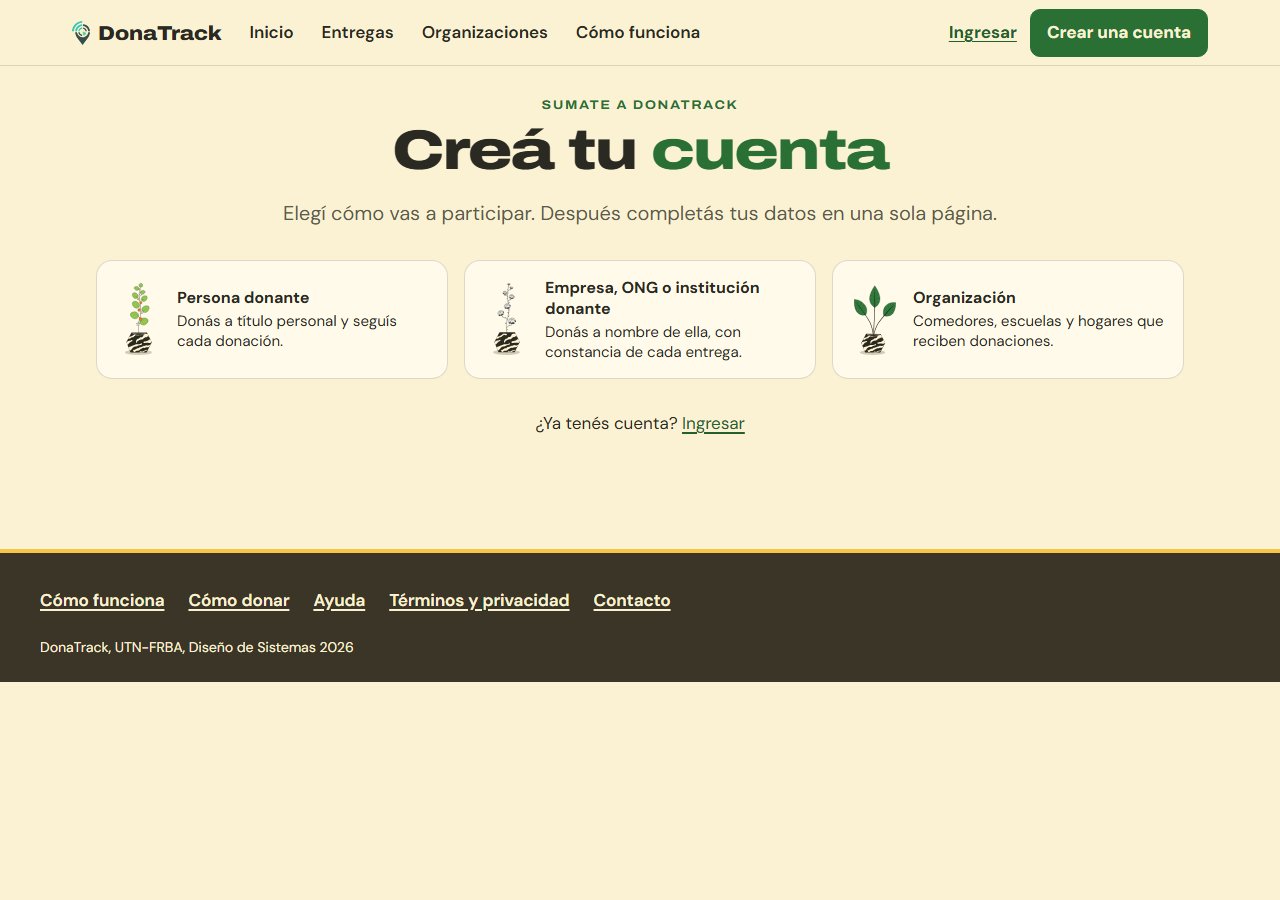 DonaTrack Inicio Entregas Organizaciones Cómo funciona Ingresar Crear una cuenta
SUMATE A DONATRACK
Creá tu cuenta
Elegí cómo vas a participar. Después completás tus datos en una sola página.
Persona donante
Donás a título personal y seguís
cada donación.
Empresa, ONG o institución
donante
Donás a nombre de ella, con
constancia de cada entrega.
Organización
Comedores, escuelas y hogares que
reciben donaciones.
¿Ya tenés cuenta? Ingresar
Cómo funciona Cómo donar Ayuda Términos y privacidad Contacto
DonaTrack, UTN-FRBA, Diseño de Sistemas 2026